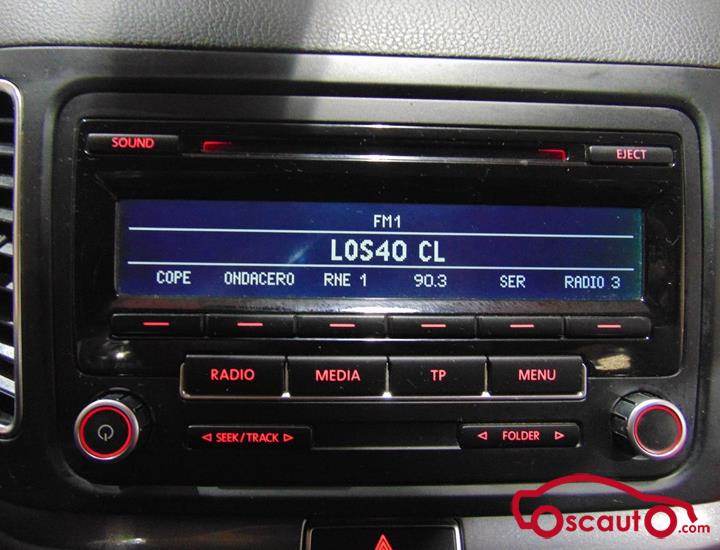 SOUND EJECT
FM1
LOS40 CL
COPE ONDACERO RNE 1 90.3 SER RADIO 3
RADIO MEDIA TP MENU
SEEK/TRACK FOLDER
Oscauto.com